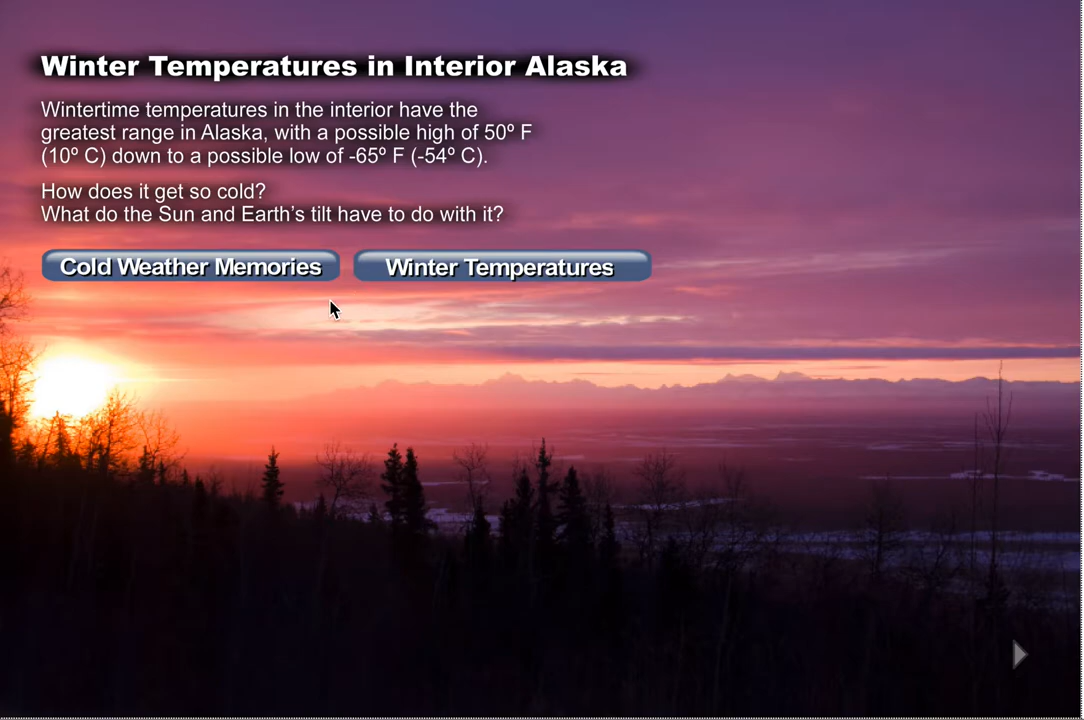 Winter Temperatures in Interior Alaska
Wintertime temperatures in the interior have the
greatest range in Alaska, with a possible high of 50º F
(10º C) down to a possible low of -65º F (-54º C).
How does it get so cold?
What do the Sun and Earth’s tilt have to do with it?
Cold Weather Memories
Winter Temperatures